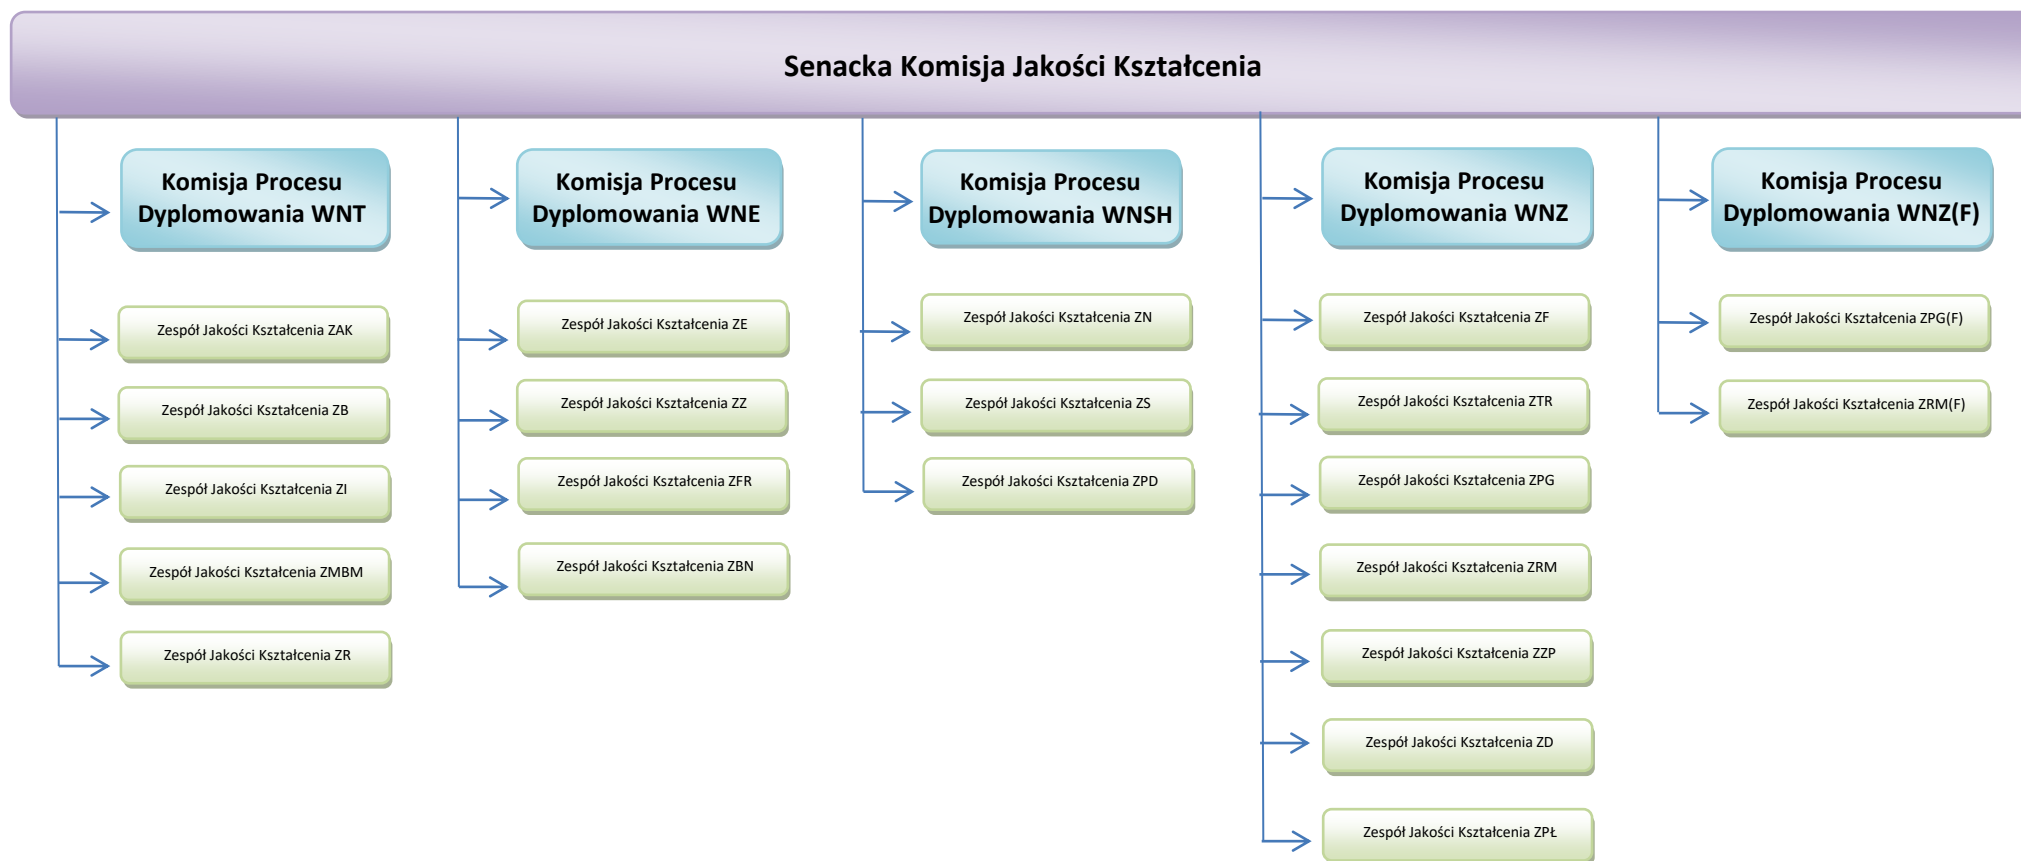 Senacka Komisja Jakości Kształcenia
Komisja Procesu
Dyplomowania WNT
Zespół Jakości Kształcenia ZAK
Zespół Jakości Kształcenia ZB
Zespół Jakości Kształcenia ZI
Zespół Jakości Kształcenia ZMBM
Zespół Jakości Kształcenia ZR
Komisja Procesu
Dyplomowania WNE
Zespół Jakości Kształcenia ZE
Zespół Jakości Kształcenia ZZ
Zespół Jakości Kształcenia ZFR
Zespół Jakości Kształcenia ZBN
Komisja Procesu
Dyplomowania WNSH
Zespół Jakości Kształcenia ZN
Zespół Jakości Kształcenia ZS
Zespół Jakości Kształcenia ZPD
Komisja Procesu
Dyplomowania WNZ
Zespół Jakości Kształcenia ZF
Zespół Jakości Kształcenia ZTR
Zespół Jakości Kształcenia ZPG
Zespół Jakości Kształcenia ZRM
Zespół Jakości Kształcenia ZZP
Zespół Jakości Kształcenia ZD
Zespół Jakości Kształcenia ZPŁ
Komisja Procesu
Dyplomowania WNZ(F)
Zespół Jakości Kształcenia ZPG(F)
Zespół Jakości Kształcenia ZRM(F)